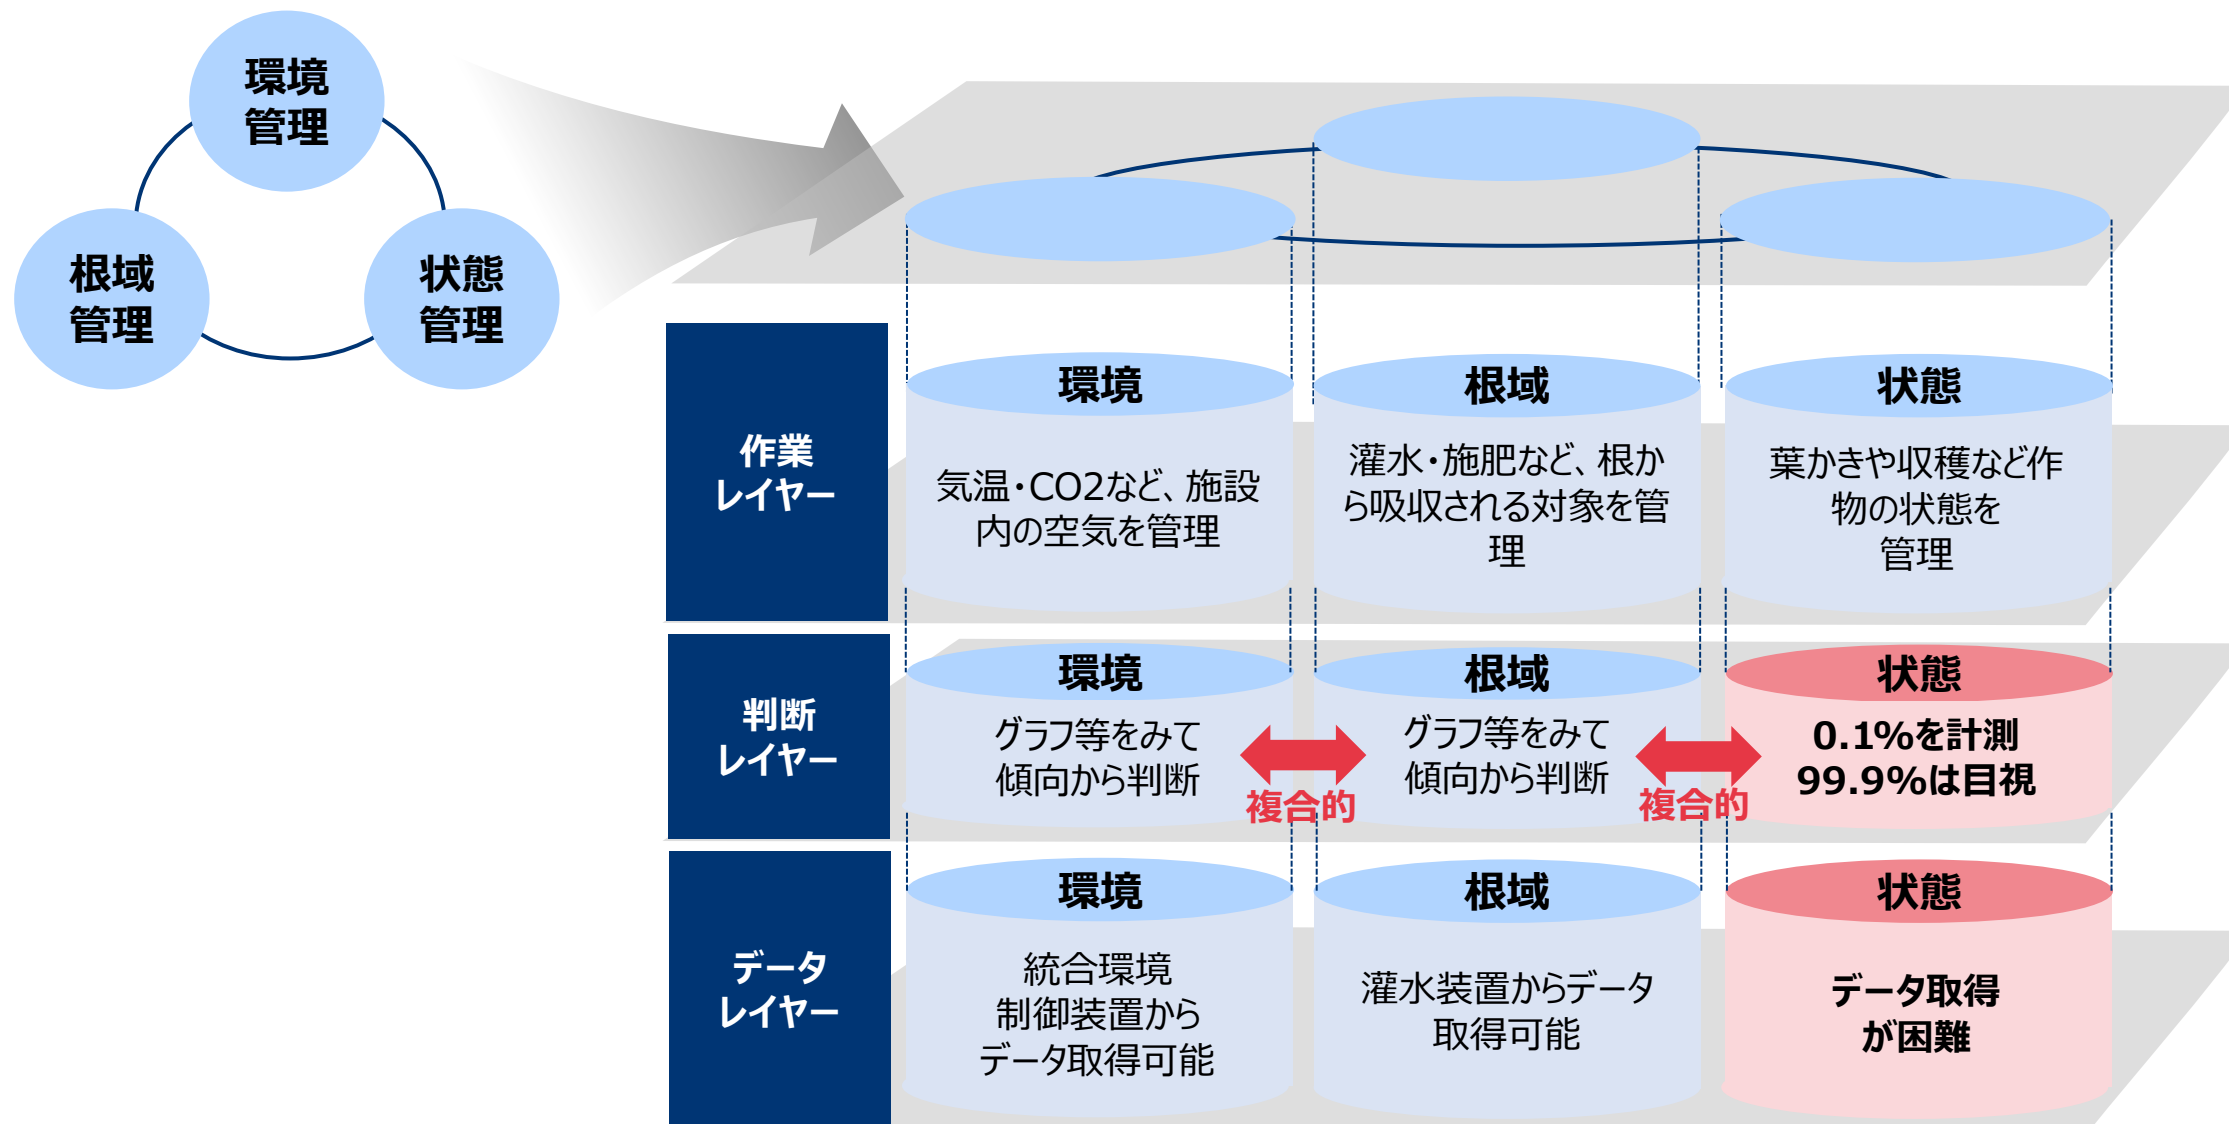 環境
管理
根域
管理
状態
管理
作業
レイヤー
環境
気温・CO2など、施設
内の空気を管理
根域
灌水・施肥など、根か
ら吸収される対象を管
理
状態
葉かきや収穫など作
物の状態を
管理
判断
レイヤー
環境
グラフ等をみて
傾向から判断
複合的
根域
グラフ等をみて
傾向から判断
複合的
状態
0.1%を計測
99.9%は目視
データ
レイヤー
環境
統合環境
制御装置から
データ取得可能
根域
灌水装置からデータ
取得可能
状態
データ取得
が困難